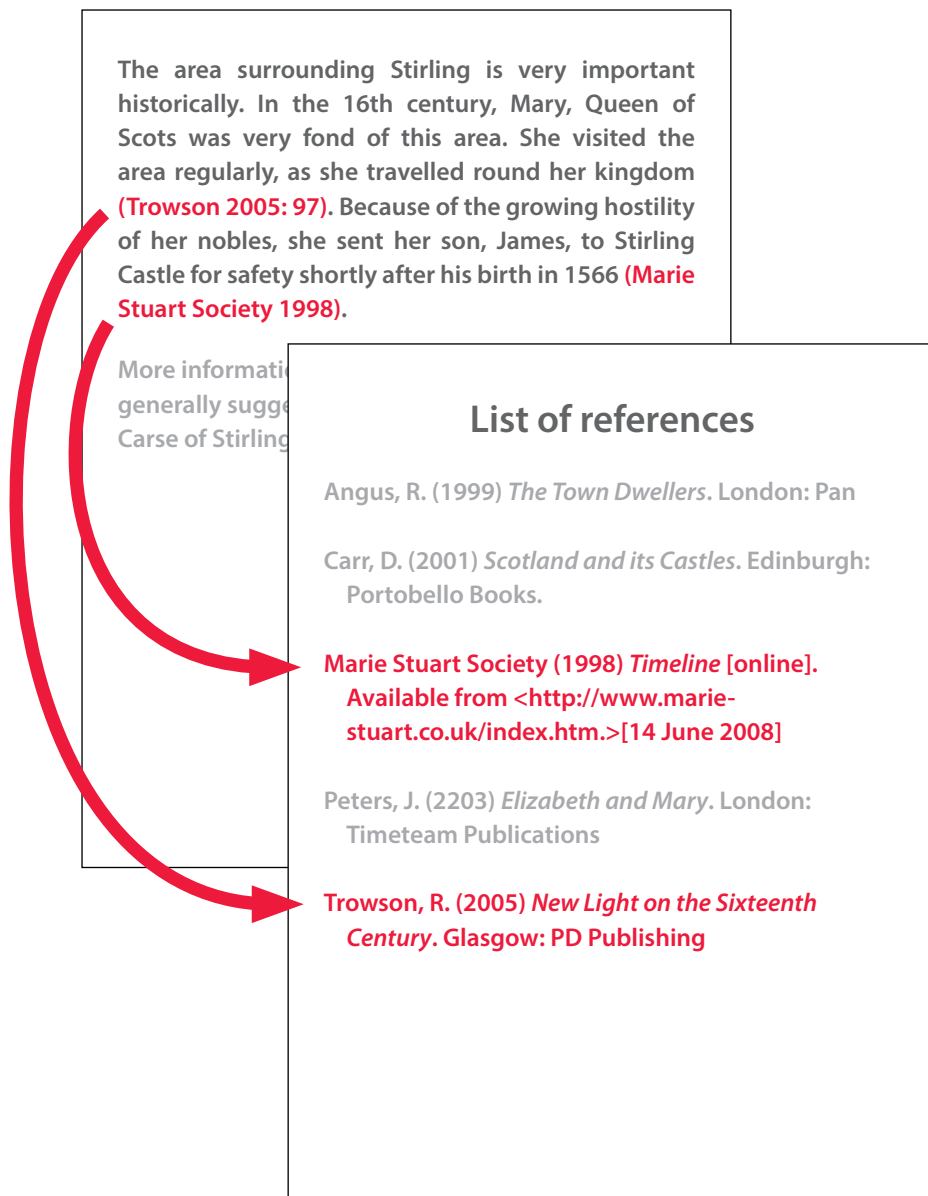 The area surrounding Stirling is very important
historically. In the 16th century, Mary, Queen of
Scots was very fond of this area. She visited the
area regularly, as she travelled round her kingdom
(Trowson 2005: 97). Because of the growing hostility
of her nobles, she sent her son, James, to Stirling
Castle for safety shortly after his birth in 1566 (Marie
Stuart Society 1998).
More
generally
Carse of Stirling
List of references
Angus, R. (1999) The Town Dwellers. London: Pan
Carr, D. (2001) Scotland and its Castles. Edinburgh:
Portobello Books.
Marie Stuart Society (1998) Timeline [online].
Available from <http://www.marie-
stuart.co.uk/index.htm.>[14 June 2008]
Peters, J. (2203) Elizabeth and Mary. London:
Timeteam Publications
Trowson, R. (2005) New Light on the Sixteenth
Century. Glasgow: PD Publishing